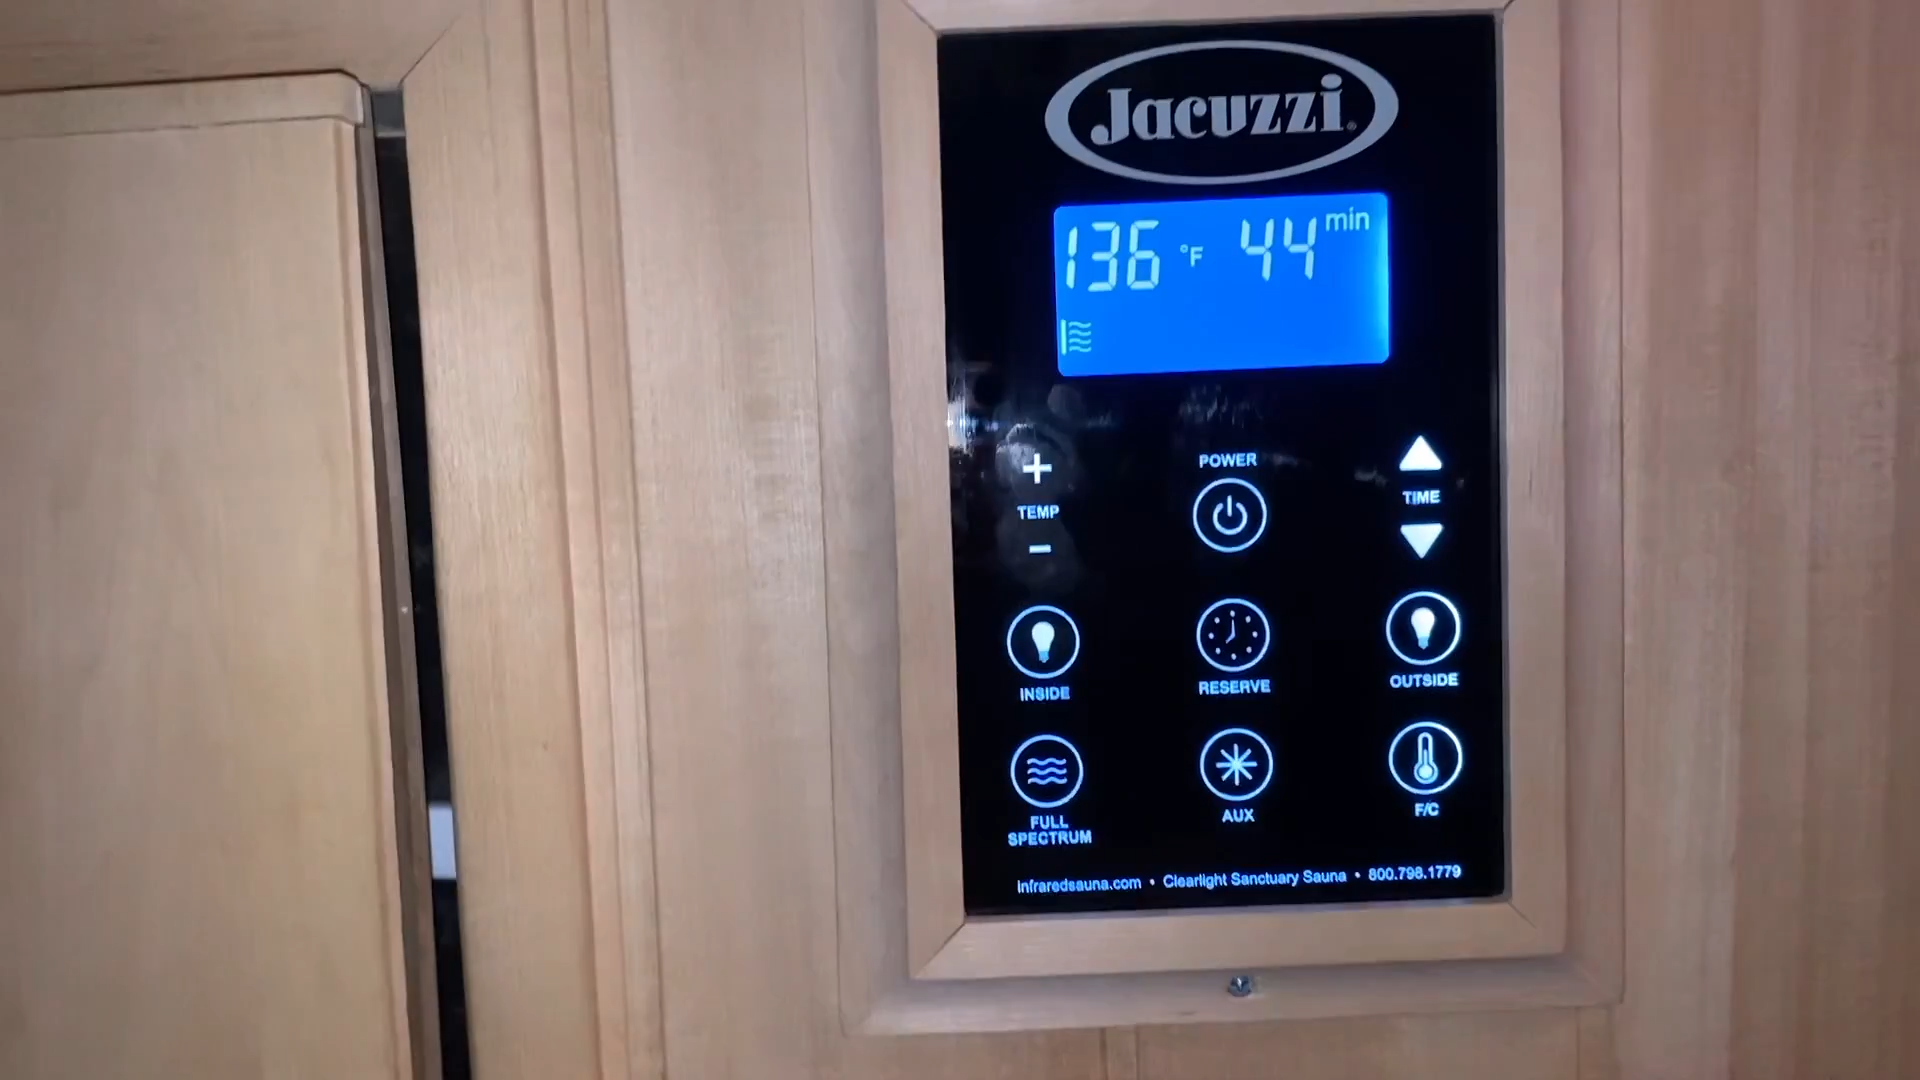 Jacuzzi®
136 °F 44 min
+
TEMP
−
POWER
TIME
INSIDE
RESERVE
OUTSIDE
FULL
SPECTRUM
AUX
F/C
infraredsauna.com • Clearlight Sanctuary Sauna • 800.798.1779